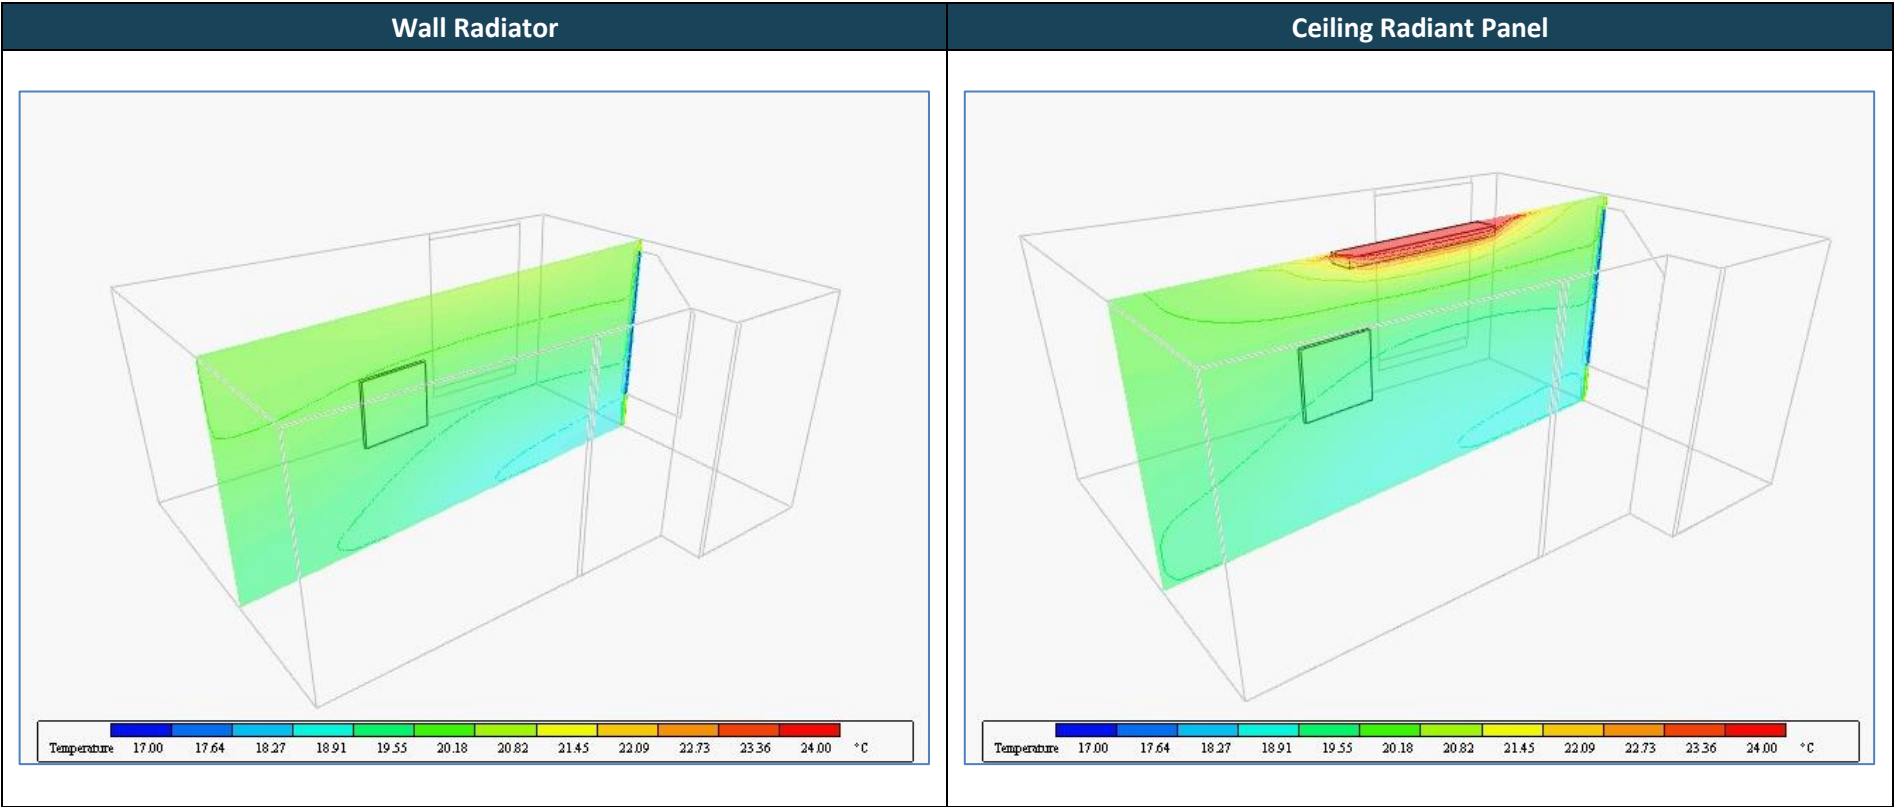 Wall Radiator
Ceiling Radiant Panel
Temperature 17.00 17.64 18.27 18.91 19.55 20.18 20.82 21.45 22.09 22.73 23.36 24.00 °C
Temperature 17.00 17.64 18.27 18.91 19.55 20.18 20.82 21.45 22.09 22.73 23.36 24.00 °C